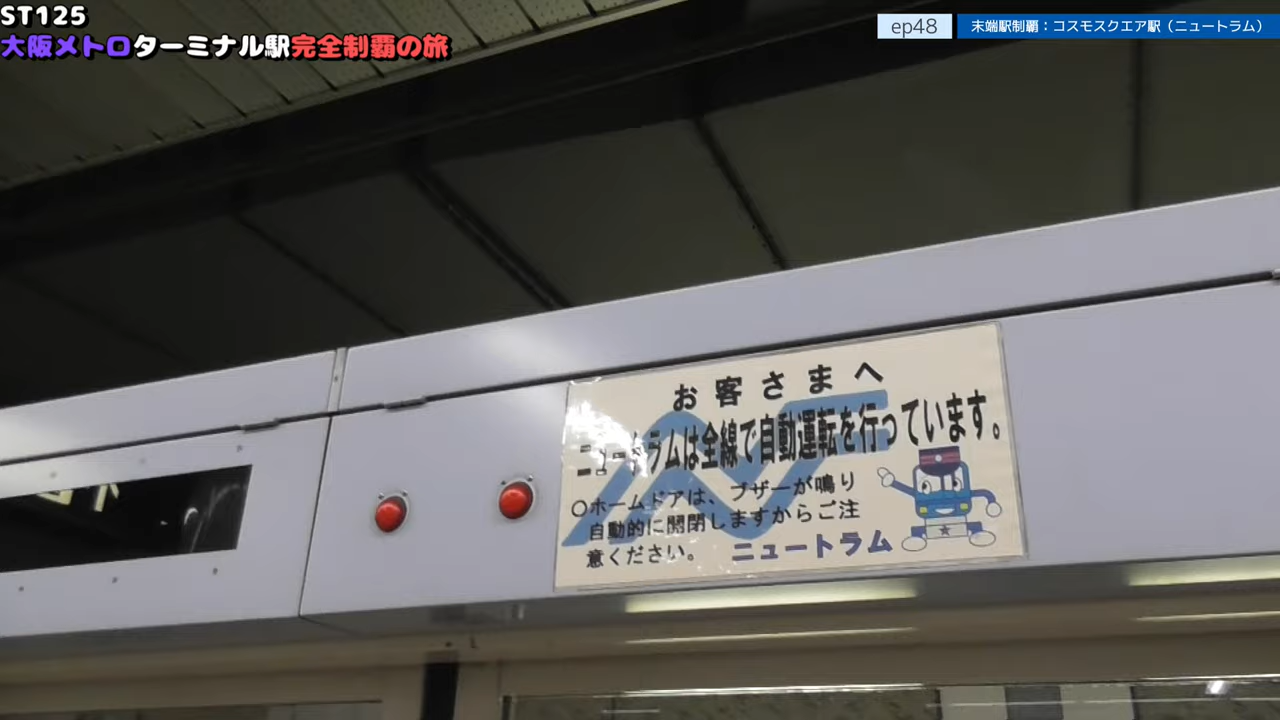 ST125
大阪メトロターミナル駅完全制覇の旅
ep48
末端駅制覇：コスモスクエア駅（ニュートラム）
お客さまへ
ニュートラムは全線で自動運転を行っています。
○ホームドアは、ブザーが鳴り
自動的に開閉しますからご注
意ください。
ニュートラム